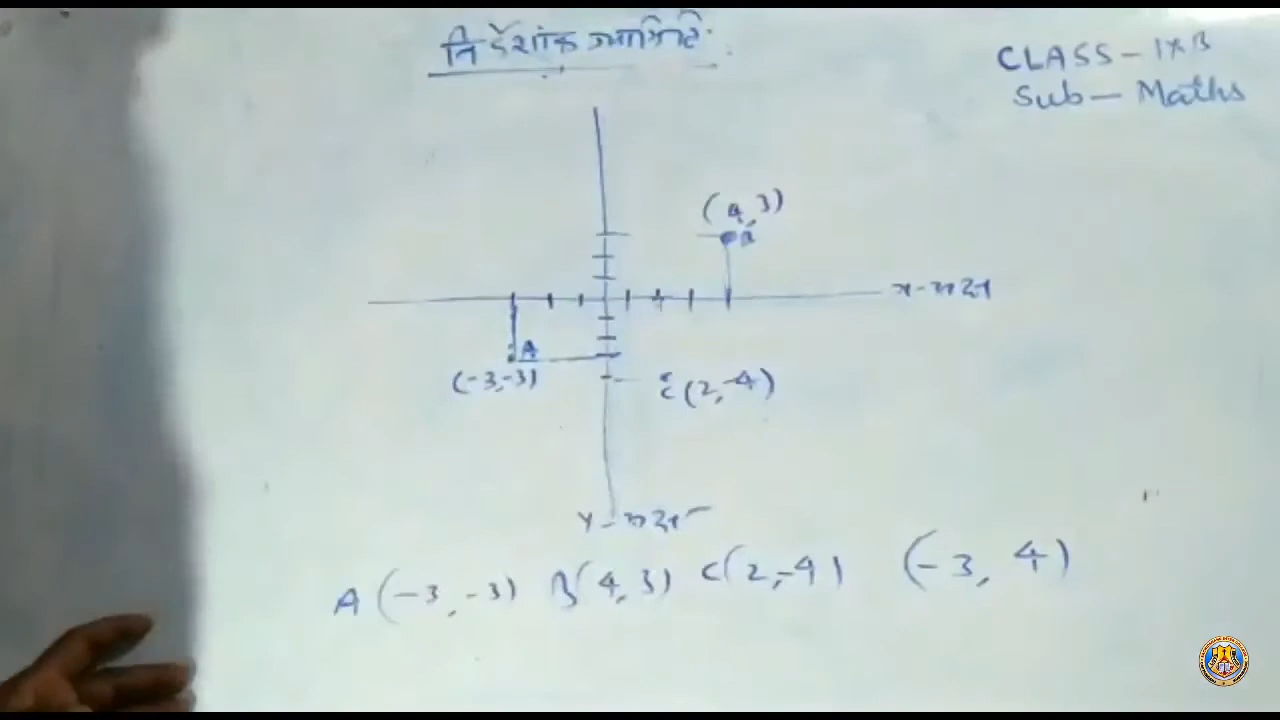 निर्देशांक ज्यामिति
CLASS - IX B
Sub - Maths
(4,3)
B
x-अक्ष
A
(-3,-3)
C(2,-4)
y-अक्ष
A(-3,-3) B(4,3) C(2,-4) (-3, 4)